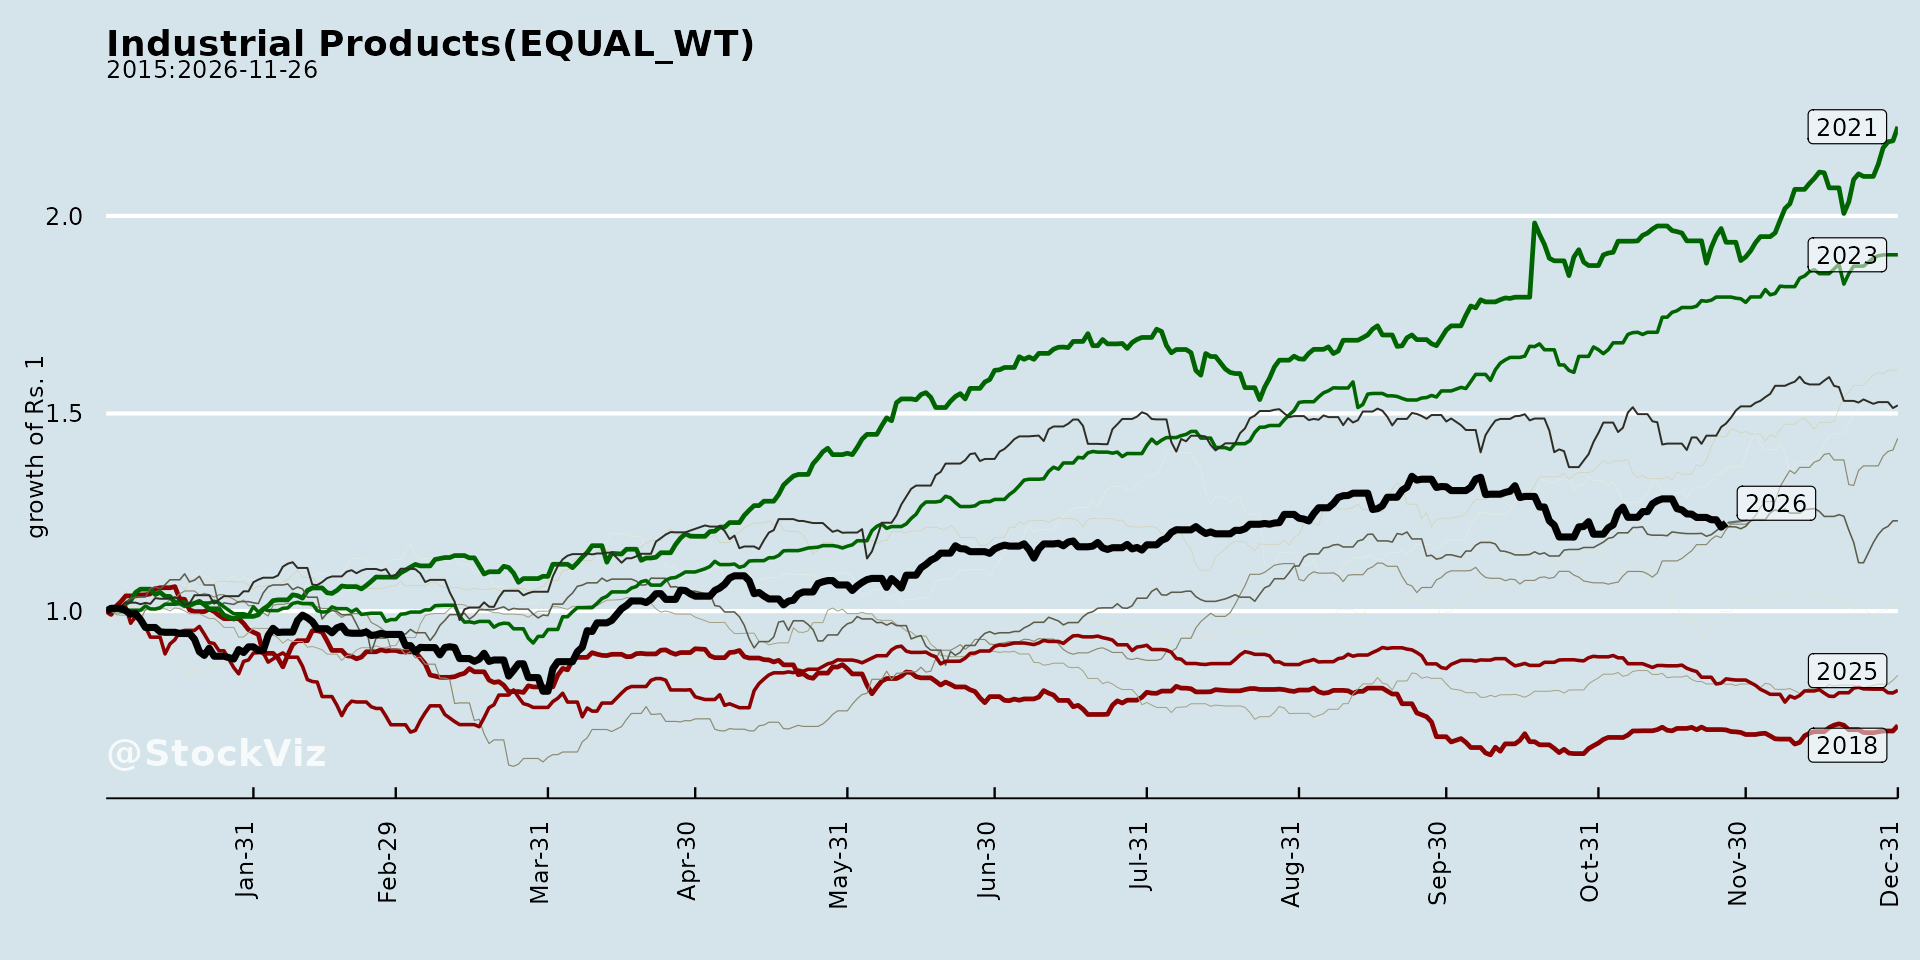 Industrial Products(EQUAL_WT)
2015:2026-11-26
growth of Rs. 1
2.0
1.5
1.0
2021
2023
2026
2025
2018
@StockViz
Jan-31
Feb-29
Mar-31
Apr-30
May-31
Jun-30
Jul-31
Aug-31
Sep-30
Oct-31
Nov-30
Dec-31